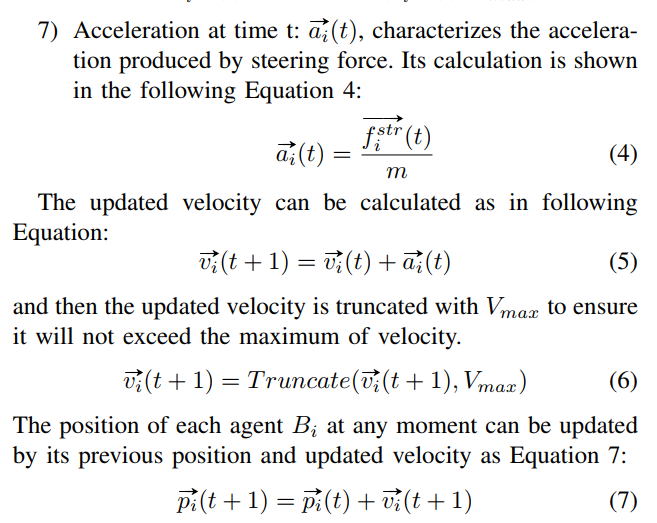 7) Acceleration at time t: $\vec{a_i}(t)$, characterizes the accelera-
tion produced by steering force. Its calculation is shown
in the following Equation 4:
$\vec{a_i}(t) = \frac{\overrightarrow{f_i^{str}}(t)}{m}$ (4)
The updated velocity can be calculated as in following
Equation:
$\vec{v_i}(t+1) = \vec{v_i}(t) + \vec{a_i}(t)$ (5)
and then the updated velocity is truncated with $V_{max}$ to ensure
it will not exceed the maximum of velocity.
$\vec{v_i}(t+1) = Truncate(\vec{v_i}(t+1), V_{max})$ (6)
The position of each agent $B_i$ at any moment can be updated
by its previous position and updated velocity as Equation 7:
$\vec{p_i}(t+1) = \vec{p_i}(t) + \vec{v_i}(t+1)$ (7)